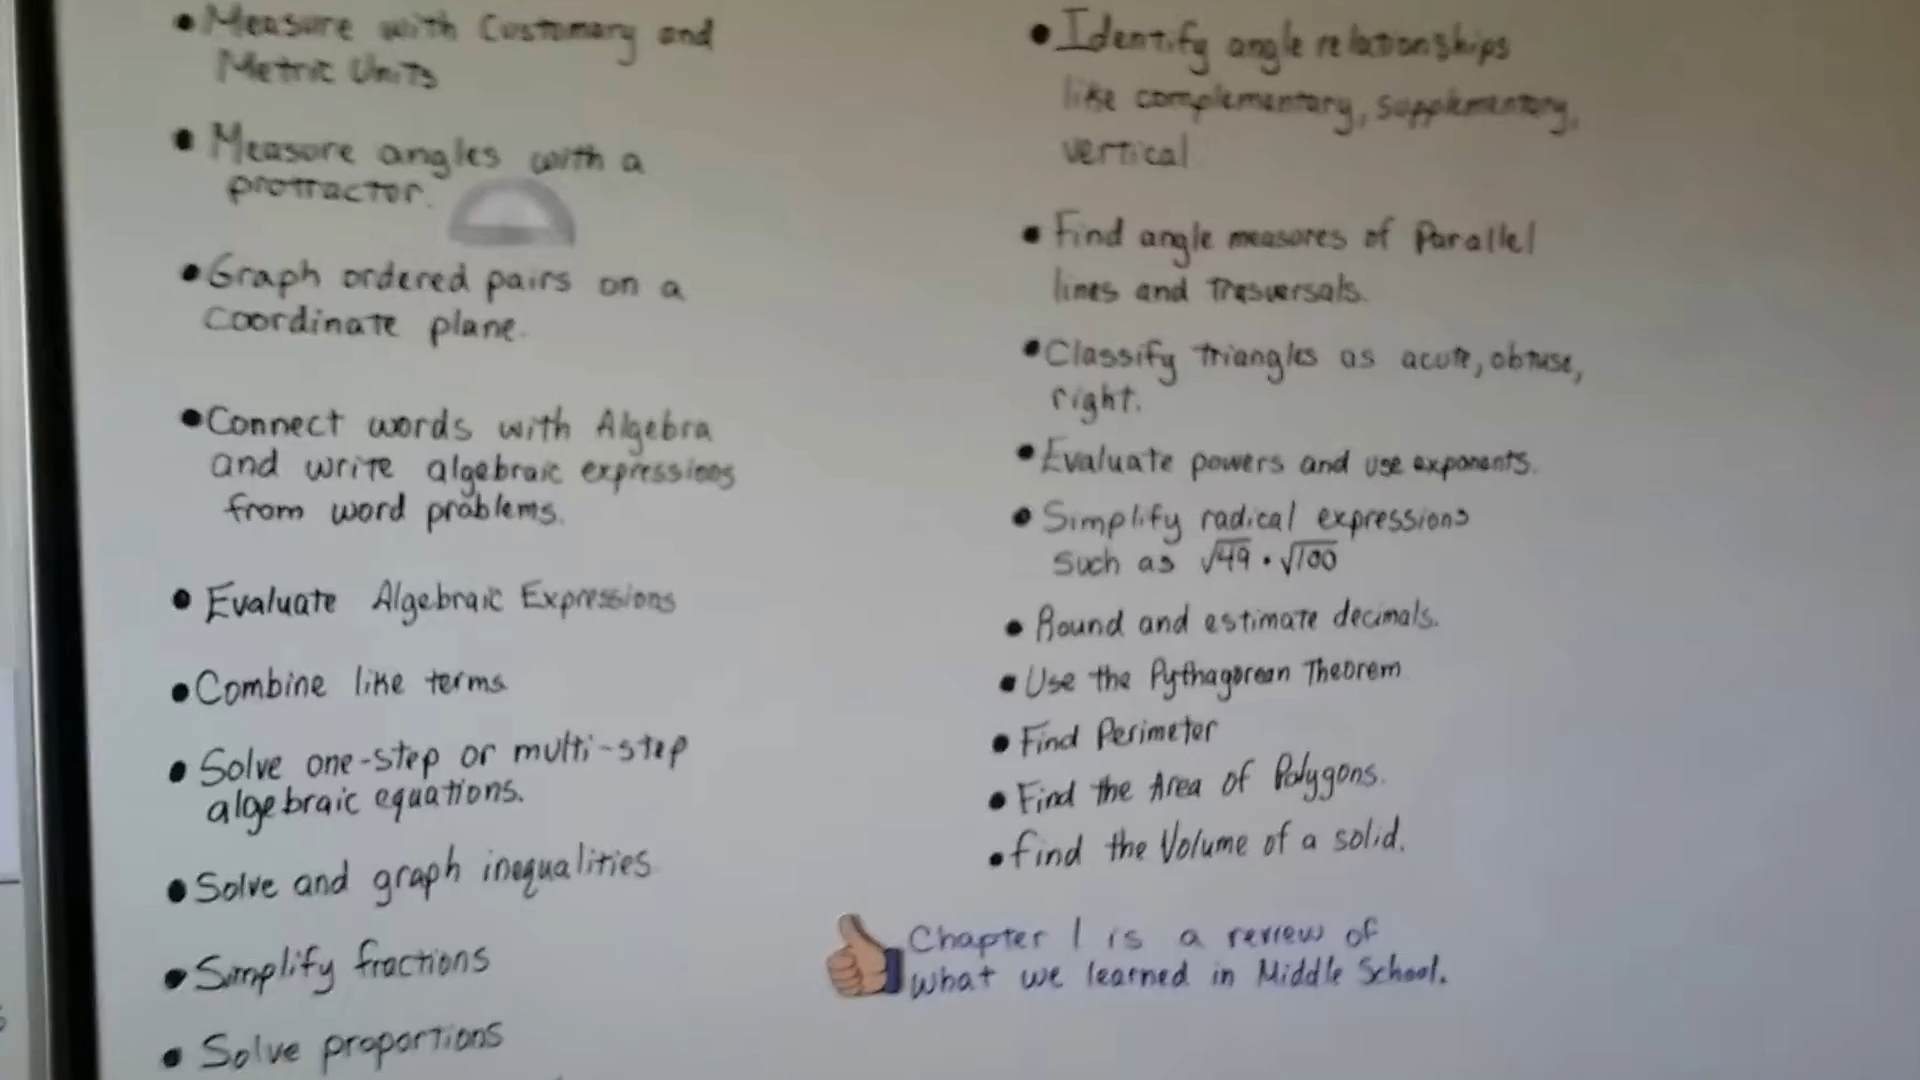 • Measure with Customary and
Metric Units
• Measure angles with a
protractor.
• Graph ordered pairs on a
coordinate plane.
• Connect words with Algebra
and write algebraic expressions
from word problems.
• Evaluate Algebraic Expressions
• Combine like terms
• Solve one-step or multi-step
algebraic equations.
• Solve and graph inequalities
• Simplify fractions
• Solve proportions
• Identify angle relationships
like complementary, supplementary,
vertical
• Find angle measures of Parallel
lines and Trasversals.
• Classify triangles as acute, obtuse,
right.
• Evaluate powers and use exponents.
• Simplify radical expressions
such as √49 • √100
• Round and estimate decimals.
• Use the Pythagorean Theorem
• Find Perimeter
• Find the Area of Polygons.
• Find the Volume of a solid.
Chapter 1 is a review of
what we learned in Middle School.